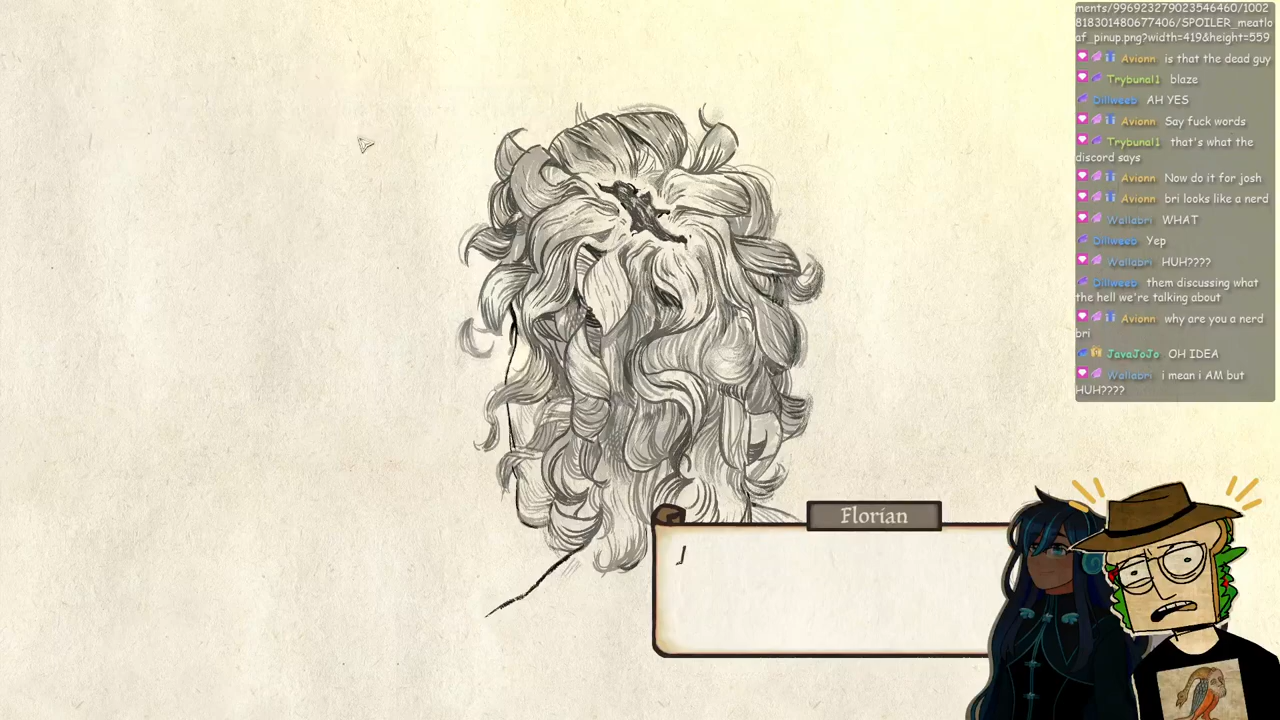 ments/996923279023546460/1002
818301480677406/SPOILER_meatlo
af_pinup.png?width=419&height=559
Avionn is that the dead guy
Trybunal1 blaze
Dillweeb AH YES
Avionn Say fuck words
Trybunal1 that's what the
discord says
Avionn Now do it for josh
Avionn bri looks like a nerd
Wallabri WHAT
Dillweeb Yep
Wallabri HUH????
Dillweeb them discussing what
the hell we're talking about
Avionn why are you a nerd
bri
JavaJoJo OH IDEA
Wallabri i mean i AM but
HUH????
Florian